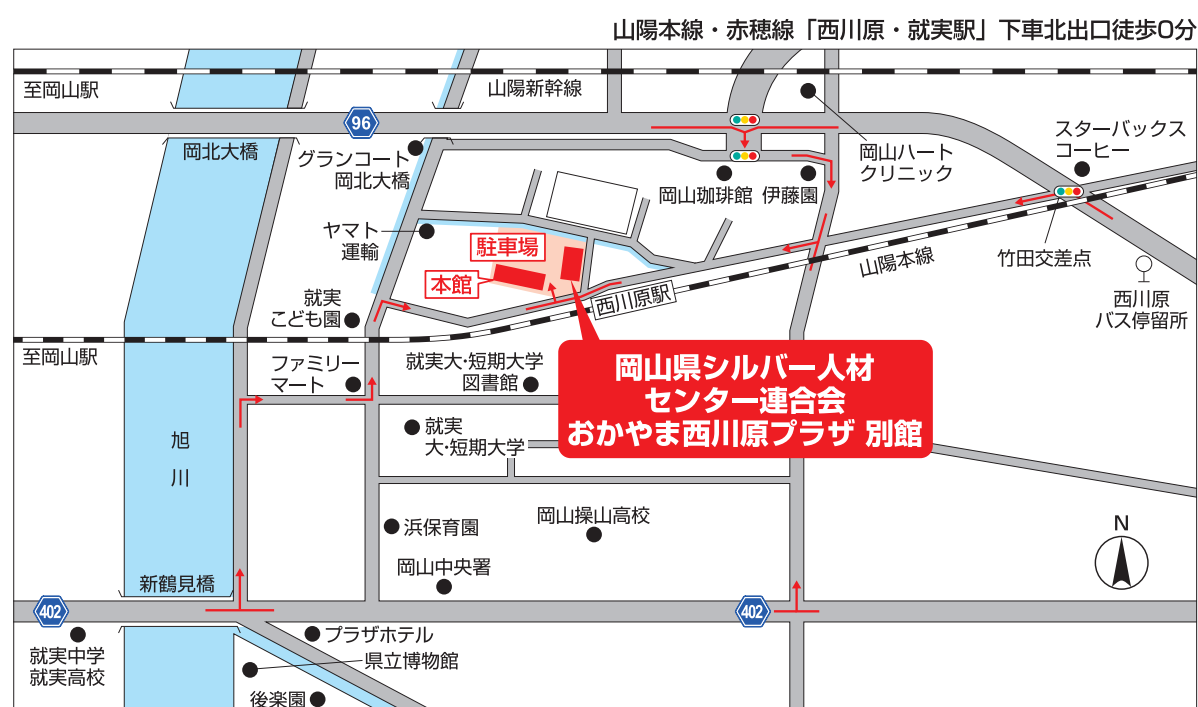 山陽本線・赤穂線「西川原・就実駅」下車北出口徒歩0分
至岡山駅
山陽新幹線
96
岡北大橋
グランコート
岡北大橋
スターバックス
コーヒー
岡山ハート
クリニック
岡山珈琲館
伊藤園
ヤマト
運輸
駐車場
本館
西川原駅
山陽本線
竹田交差点
西川原
バス停留所
就実
こども園
至岡山駅
ファミリー
マート
就実大・短期大学
図書館
岡山県シルバー人材
センター連合会
おかやま西川原プラザ 別館
就実
大・短期大学
旭
川
浜保育園
岡山操山高校
岡山中央署
N
新鶴見橋
402
402
就実中学
就実高校
プラザホテル
県立博物館
後楽園